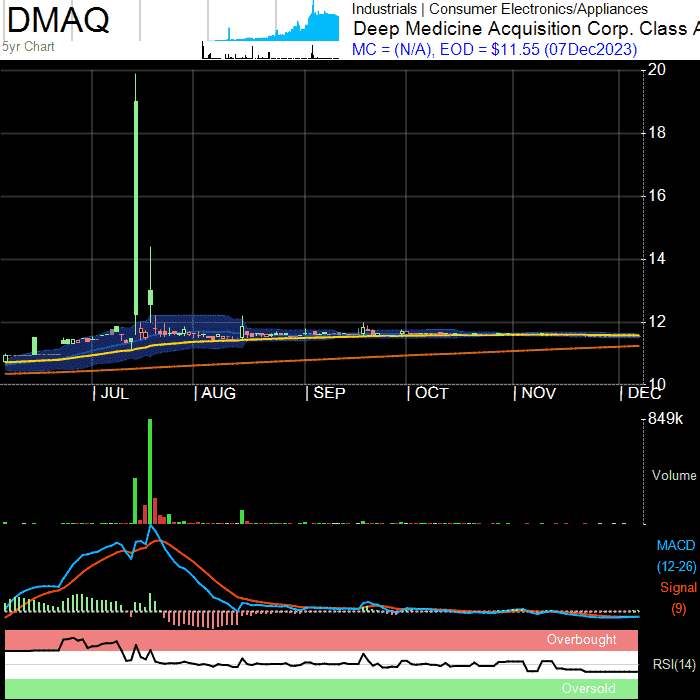 DMAQ
5yr Chart
Industrials | Consumer Electronics/Appliances
Deep Medicine Acquisition Corp. Class A
MC = (N/A), EOD = $11.55 (07Dec2023)
20
18
16
14
12
10
JUL AUG SEP OCT NOV DEC
849k
Volume
MACD
(12-26)
Signal
(9)
Overbought
RSI(14)
Oversold